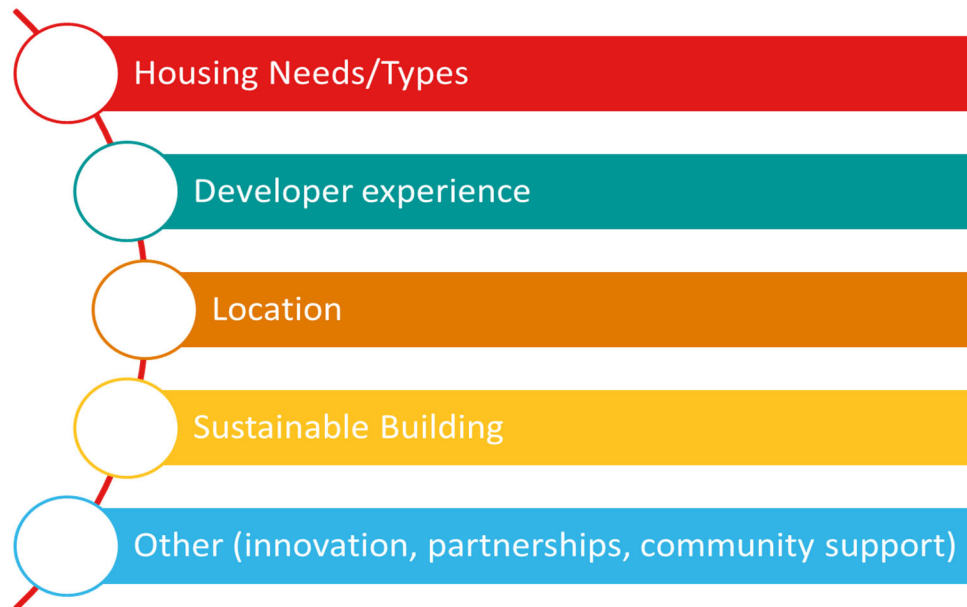 Housing Needs/Types
Developer experience
Location
Sustainable Building
Other (innovation, partnerships, community support)